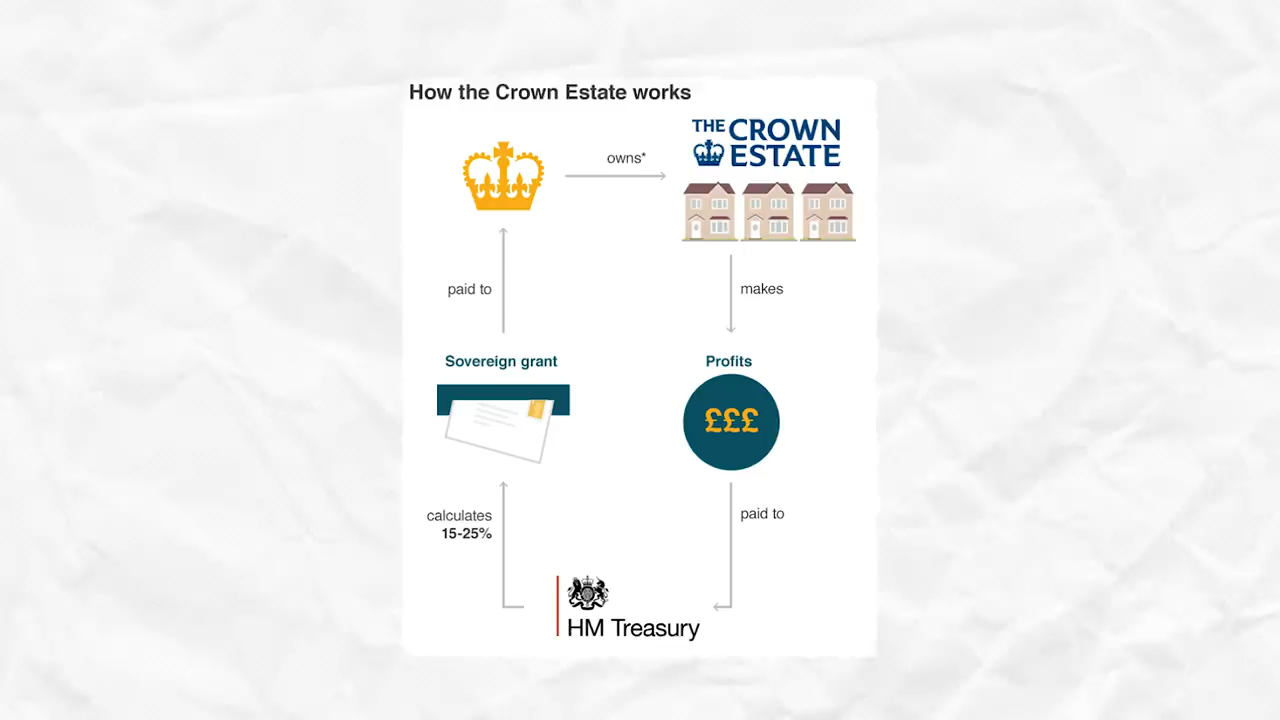 How the Crown Estate works
THE CROWN
ESTATE
owns*
paid to
makes
Sovereign grant
Profits
£££
calculates
15-25%
paid to
HM Treasury